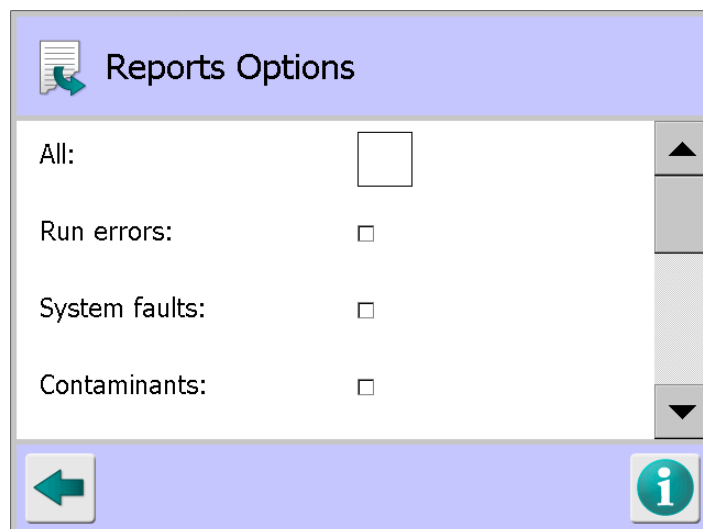 Reports Options
All:
Run errors:
System faults:
Contaminants: